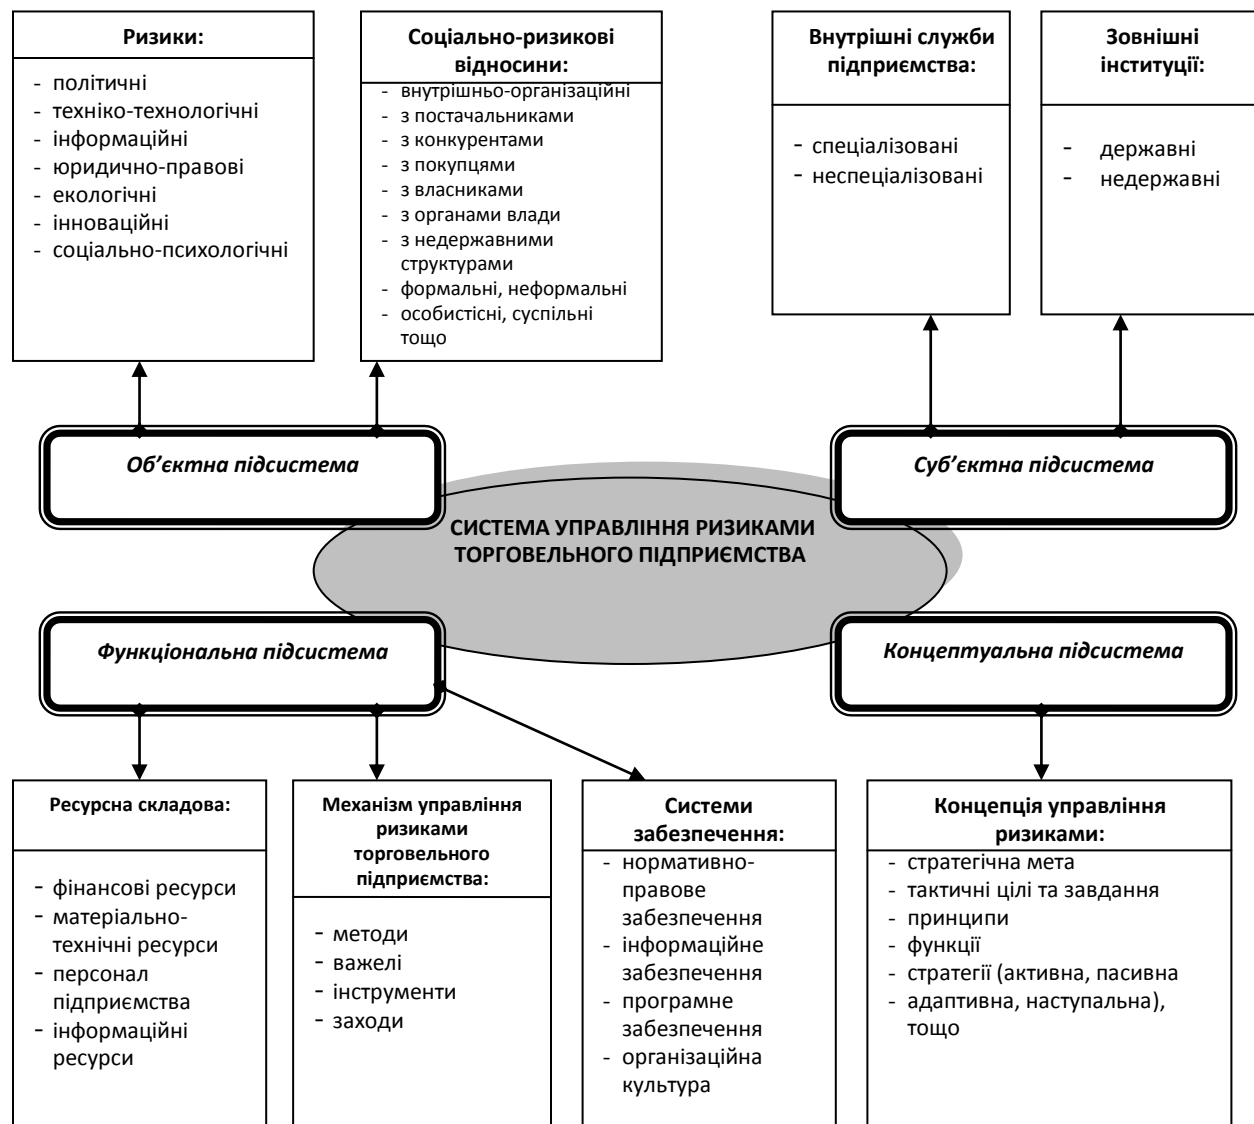 Ризики:
- політичні
- техніко-технологічні
- інформаційні
- юридично-правові
- екологічні
- інноваційні
- соціально-психологічні
Соціально-ризикові
відносини:
- внутрішньо-організаційні
- з постачальниками
- з конкурентами
- з покупцями
- з власниками
- з органами влади
- з недержавними
структурами
- формальні, неформальні
- особистісні, суспільні
тощо
Внутрішні служби
підприємства:
- спеціалізовані
- неспеціалізовані
Зовнішні
інституції:
- державні
- недержавні
Об’єктна підсистема
Суб’єктна підсистема
СИСТЕМА УПРАВЛІННЯ РИЗИКАМИ
ТОРГОВЕЛЬНОГО ПІДПРИЄМСТВА
Функціональна підсистема
Концептуальна підсистема
Ресурсна складова:
- фінансові ресурси
- матеріально-
технічні ресурси
- персонал
підприємства
- інформаційні
ресурси
Механізм управління
ризиками
торговельного
підприємства:
- методи
- важелі
- інструменти
- заходи
Системи
забезпечення:
- нормативно-
правове
забезпечення
- інформаційне
забезпечення
- програмне
забезпечення
- організаційна
культура
Концепція управління
ризиками:
- стратегічна мета
- тактичні цілі та завдання
- принципи
- функції
- стратегії (активна, пасивна
- адаптивна, наступальна),
тощо